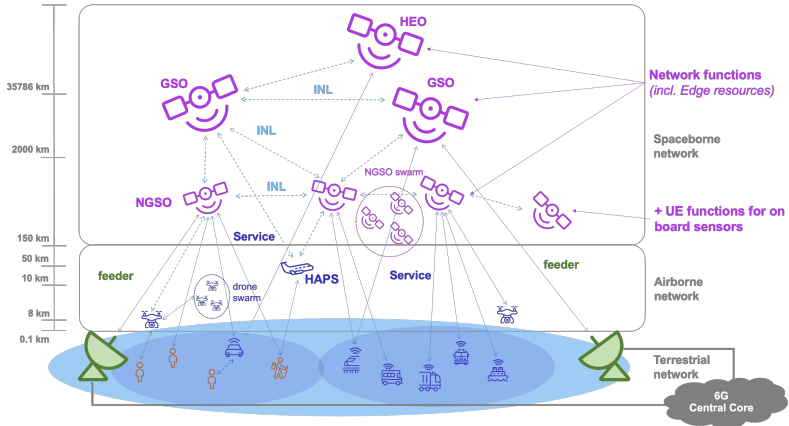 HEO
GSO
GSO
35786 km
INL
Network functions
(incl. Edge resources)
INL
Spaceborne
network
2000 km
NGSO swarm
INL
NGSO
+ UE functions for on
board sensors
Service
150 km
50 km
feeder
HAPS
Service
feeder
10 km
drone
swarm
Airborne
network
8 km
0.1 km
Terrestrial
network
6G
Central Core